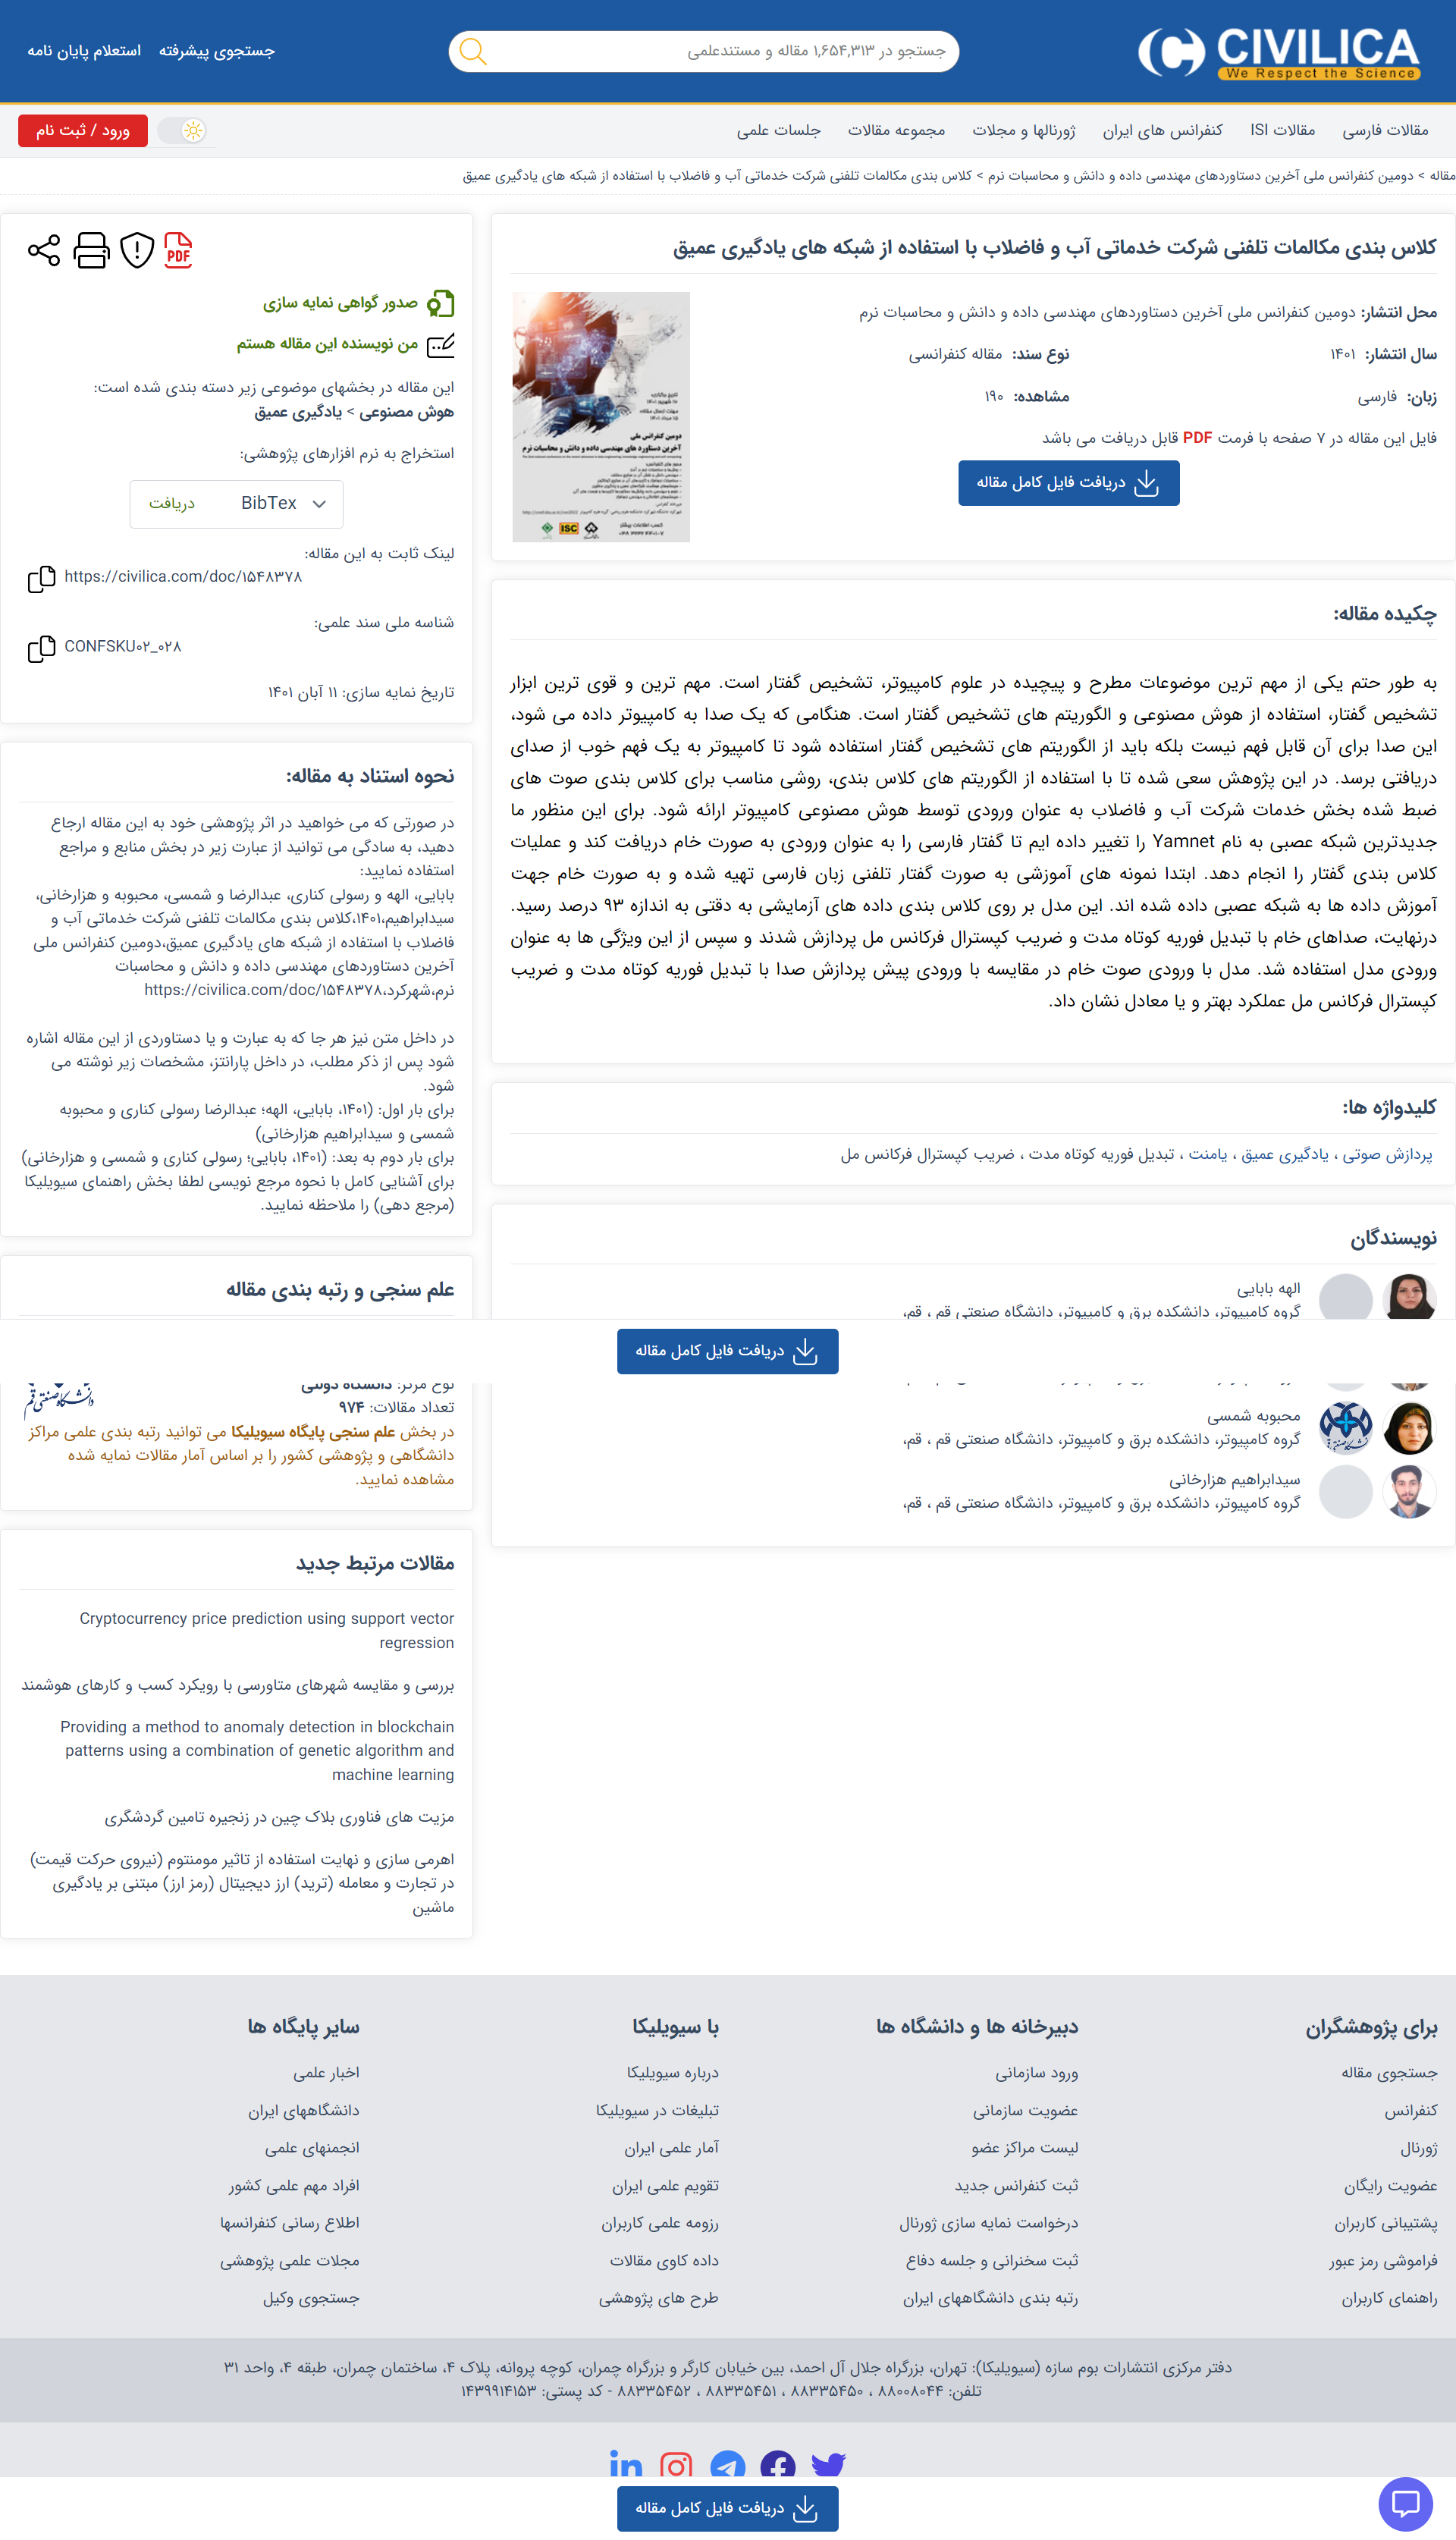 CIVILICA
We Respect the Science
جستجو در ۱,۶۵۴,۳۱۳ مقاله و مستندعلمی
جستجوی پیشرفته
استعلام پایان نامه
مقالات فارسی
مقالات ISI
کنفرانس های ایران
ژورنالها و مجلات
مجموعه مقالات
جلسات علمی
ورود / ثبت نام
مقاله > دومین کنفرانس ملی آخرین دستاوردهای مهندسی داده و دانش و محاسبات نرم > کلاس بندی مکالمات تلفنی شرکت خدماتی آب و فاضلاب با استفاده از شبکه های یادگیری عمیق
کلاس بندی مکالمات تلفنی شرکت خدماتی آب و فاضلاب با استفاده از شبکه های یادگیری عمیق
محل انتشار: دومین کنفرانس ملی آخرین دستاوردهای مهندسی داده و دانش و محاسبات نرم
سال انتشار: ۱۴۰۱
نوع سند: مقاله کنفرانسی
زبان: فارسی
مشاهده: ۱۹۰
فایل این مقاله در ۷ صفحه با فرمت PDF قابل دریافت می باشد
دریافت فایل کامل مقاله
دومین کنفرانس ملی
آخرین دستاورد های مهندسی داده و دانش و محاسبات نرم
ISC
چکیده مقاله:
به طور حتم یکی از مهم ترین موضوعات مطرح و پیچیده در علوم کامپیوتر، تشخیص گفتار است. مهم ترین و قوی ترین ابزار
تشخیص گفتار، استفاده از هوش مصنوعی و الگوریتم های تشخیص گفتار است. هنگامی که یک صدا به کامپیوتر داده می شود،
این صدا برای آن قابل فهم نیست بلکه باید از الگوریتم های تشخیص گفتار استفاده شود تا کامپیوتر به یک فهم خوب از صدای
دریافتی برسد. در این پژوهش سعی شده تا با استفاده از الگوریتم های کلاس بندی، روشی مناسب برای کلاس بندی صوت های
ضبط شده بخش خدمات شرکت آب و فاضلاب به عنوان ورودی توسط هوش مصنوعی کامپیوتر ارائه شود. برای این منظور ما
جدیدترین شبکه عصبی به نام Yamnet را تغییر داده ایم تا گفتار فارسی را به عنوان ورودی به صورت خام دریافت کند و عملیات
کلاس بندی گفتار را انجام دهد. ابتدا نمونه های آموزشی به صورت گفتار تلفنی زبان فارسی تهیه شده و به صورت خام جهت
آموزش داده ها به شبکه عصبی داده شده اند. این مدل بر روی کلاس بندی داده های آزمایشی به دقتی به اندازه ۹۳ درصد رسید.
درنهایت، صداهای خام با تبدیل فوریه کوتاه مدت و ضریب کپسترال فرکانس مل پردازش شدند و سپس از این ویژگی ها به عنوان
ورودی مدل استفاده شد. مدل با ورودی صوت خام در مقایسه با ورودی پیش پردازش صدا با تبدیل فوریه کوتاه مدت و ضریب
کپسترال فرکانس مل عملکرد بهتر و یا معادل نشان داد.
کلیدواژه ها:
پردازش صوتی ، یادگیری عمیق ، یامنت ، تبدیل فوریه کوتاه مدت ، ضریب کپسترال فرکانس مل
نویسندگان
الهه بابایی
گروه کامپیوتر، دانشکده برق و کامپیوتر، دانشگاه صنعتی قم ، قم،
دریافت فایل کامل مقاله
محبوبه شمسی
گروه کامپیوتر، دانشکده برق و کامپیوتر، دانشگاه صنعتی قم ، قم،
سیدابراهیم هزارخانی
گروه کامپیوتر، دانشکده برق و کامپیوتر، دانشگاه صنعتی قم ، قم،
PDF
صدور گواهی نمایه سازی
من نویسنده این مقاله هستم
این مقاله در بخشهای موضوعی زیر دسته بندی شده است:
هوش مصنوعی > یادگیری عمیق
استخراج به نرم افزارهای پژوهشی:
BibTex
دریافت
لینک ثابت به این مقاله:
https://civilica.com/doc/۱۵۴۸۳۷۸
شناسه ملی سند علمی:
CONFSKU۰۲_۰۲۸
تاریخ نمایه سازی: ۱۱ آبان ۱۴۰۱
نحوه استناد به مقاله:
در صورتی که می خواهید در اثر پژوهشی خود به این مقاله ارجاع
دهید، به سادگی می توانید از عبارت زیر در بخش منابع و مراجع
استفاده نمایید:
بابایی، الهه و رسولی کناری، عبدالرضا و شمسی، محبوبه و هزارخانی،
سیدابراهیم،۱۴۰۱،کلاس بندی مکالمات تلفنی شرکت خدماتی آب و
فاضلاب با استفاده از شبکه های یادگیری عمیق،دومین کنفرانس ملی
آخرین دستاوردهای مهندسی داده و دانش و محاسبات
نرم،شهرکرد،https://civilica.com/doc/۱۵۴۸۳۷۸
در داخل متن نیز هر جا که به عبارت و یا دستاوردی از این مقاله اشاره
شود پس از ذکر مطلب، در داخل پارانتز، مشخصات زیر نوشته می
شود.
برای بار اول: (۱۴۰۱، بابایی، الهه؛ عبدالرضا رسولی کناری و محبوبه
شمسی و سیدابراهیم هزارخانی)
برای بار دوم به بعد: (۱۴۰۱، بابایی؛ رسولی کناری و شمسی و هزارخانی)
برای آشنایی کامل با نحوه مرجع نویسی لطفا بخش راهنمای سیویلیکا
(مرجع دهی) را ملاحظه نمایید.
علم سنجی و رتبه بندی مقاله
نوع مرکز: دانشگاه دولتی
تعداد مقالات: ۹۷۴
دانشگاه صنعتی قم
در بخش علم سنجی پایگاه سیویلیکا می توانید رتبه بندی علمی مراکز
دانشگاهی و پژوهشی کشور را بر اساس آمار مقالات نمایه شده
مشاهده نمایید.
مقالات مرتبط جدید
Cryptocurrency price prediction using support vector
regression
بررسی و مقایسه شهرهای متاورسی با رویکرد کسب و کارهای هوشمند
Providing a method to anomaly detection in blockchain
patterns using a combination of genetic algorithm and
machine learning
مزیت های فناوری بلاک چین در زنجیره تامین گردشگری
اهرمی سازی و نهایت استفاده از تاثیر مومنتوم (نیروی حرکت قیمت)
در تجارت و معامله (ترید) ارز دیجیتال (رمز ارز) مبتنی بر یادگیری
ماشین
برای پژوهشگران
جستجوی مقاله
کنفرانس
ژورنال
عضویت رایگان
پشتیبانی کاربران
فراموشی رمز عبور
راهنمای کاربران
دبیرخانه ها و دانشگاه ها
ورود سازمانی
عضویت سازمانی
لیست مراکز عضو
ثبت کنفرانس جدید
درخواست نمایه سازی ژورنال
ثبت سخنرانی و جلسه دفاع
رتبه بندی دانشگاههای ایران
با سیویلیکا
درباره سیویلیکا
تبلیغات در سیویلیکا
آمار علمی ایران
تقویم علمی ایران
رزومه علمی کاربران
داده کاوی مقالات
طرح های پژوهشی
سایر پایگاه ها
اخبار علمی
دانشگاههای ایران
انجمنهای علمی
افراد مهم علمی کشور
اطلاع رسانی کنفرانسها
مجلات علمی پژوهشی
جستجوی وکیل
دفتر مرکزی انتشارات بوم سازه (سیویلیکا): تهران، بزرگراه جلال آل احمد، بین خیابان کارگر و بزرگراه چمران، کوچه پروانه، پلاک ۴، ساختمان چمران، طبقه ۴، واحد ۳۱
تلفن: ۸۸۰۰۸۰۴۴ ، ۸۸۳۳۵۴۵۰ ، ۸۸۳۳۵۴۵۱ ، ۸۸۳۳۵۴۵۲ - کد پستی: ۱۴۳۹۹۱۴۱۵۳
دریافت فایل کامل مقاله